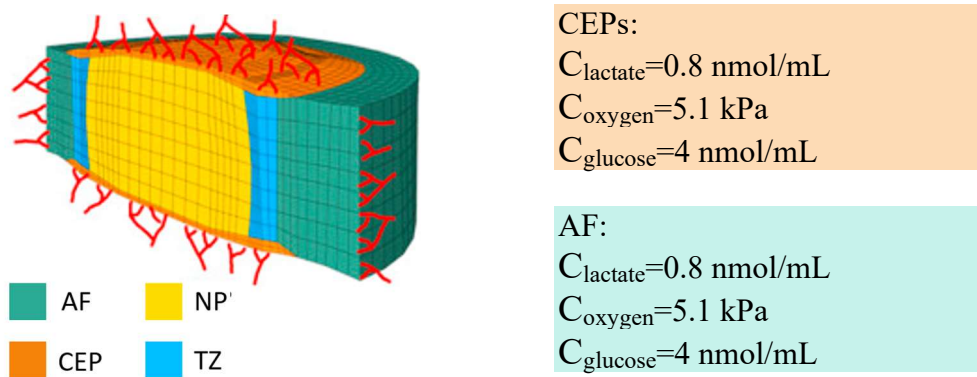 CEPs:
Clactate=0.8 nmol/mL
Coxygen=5.1 kPa
Cglucose=4 nmol/mL
AF:
Clactate=0.8 nmol/mL
Coxygen=5.1 kPa
Cglucose=4 nmol/mL
AF NP'
CEP TZ